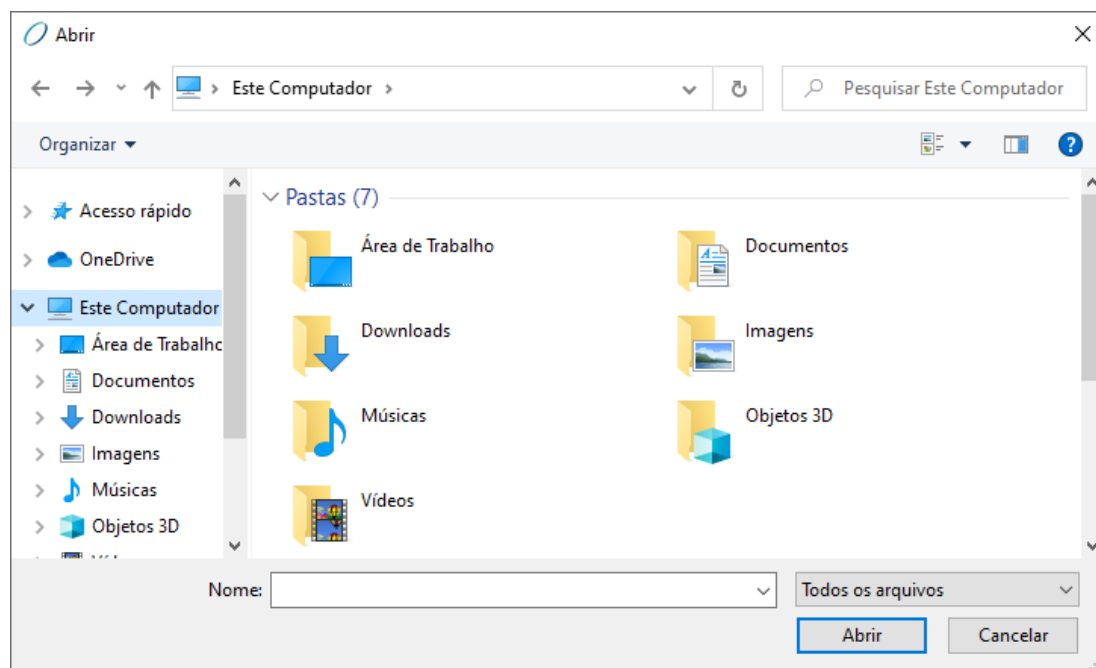 Abrir
Este Computador
Pesquisar Este Computador
Organizar
Acesso rápido
OneDrive
Este Computador
Área de Trabalho
Documentos
Downloads
Imagens
Músicas
Objetos 3D
Pastas (7)
Área de Trabalho
Documentos
Downloads
Imagens
Músicas
Objetos 3D
Vídeos
Nome:
Todos os arquivos
Abrir
Cancelar